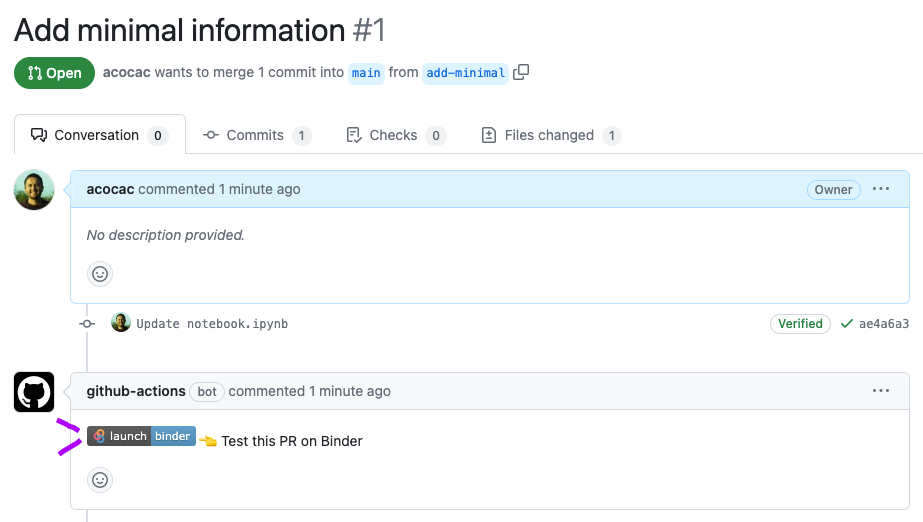 Add minimal information #1
Open acocac wants to merge 1 commit into main from add-minimal
Conversation 0 Commits 1 Checks 0 Files changed 1
acocac commented 1 minute ago Owner
No description provided.
Update notebook.ipynb Verified ae4a6a3
github-actions bot commented 1 minute ago
launch binder 👈 Test this PR on Binder